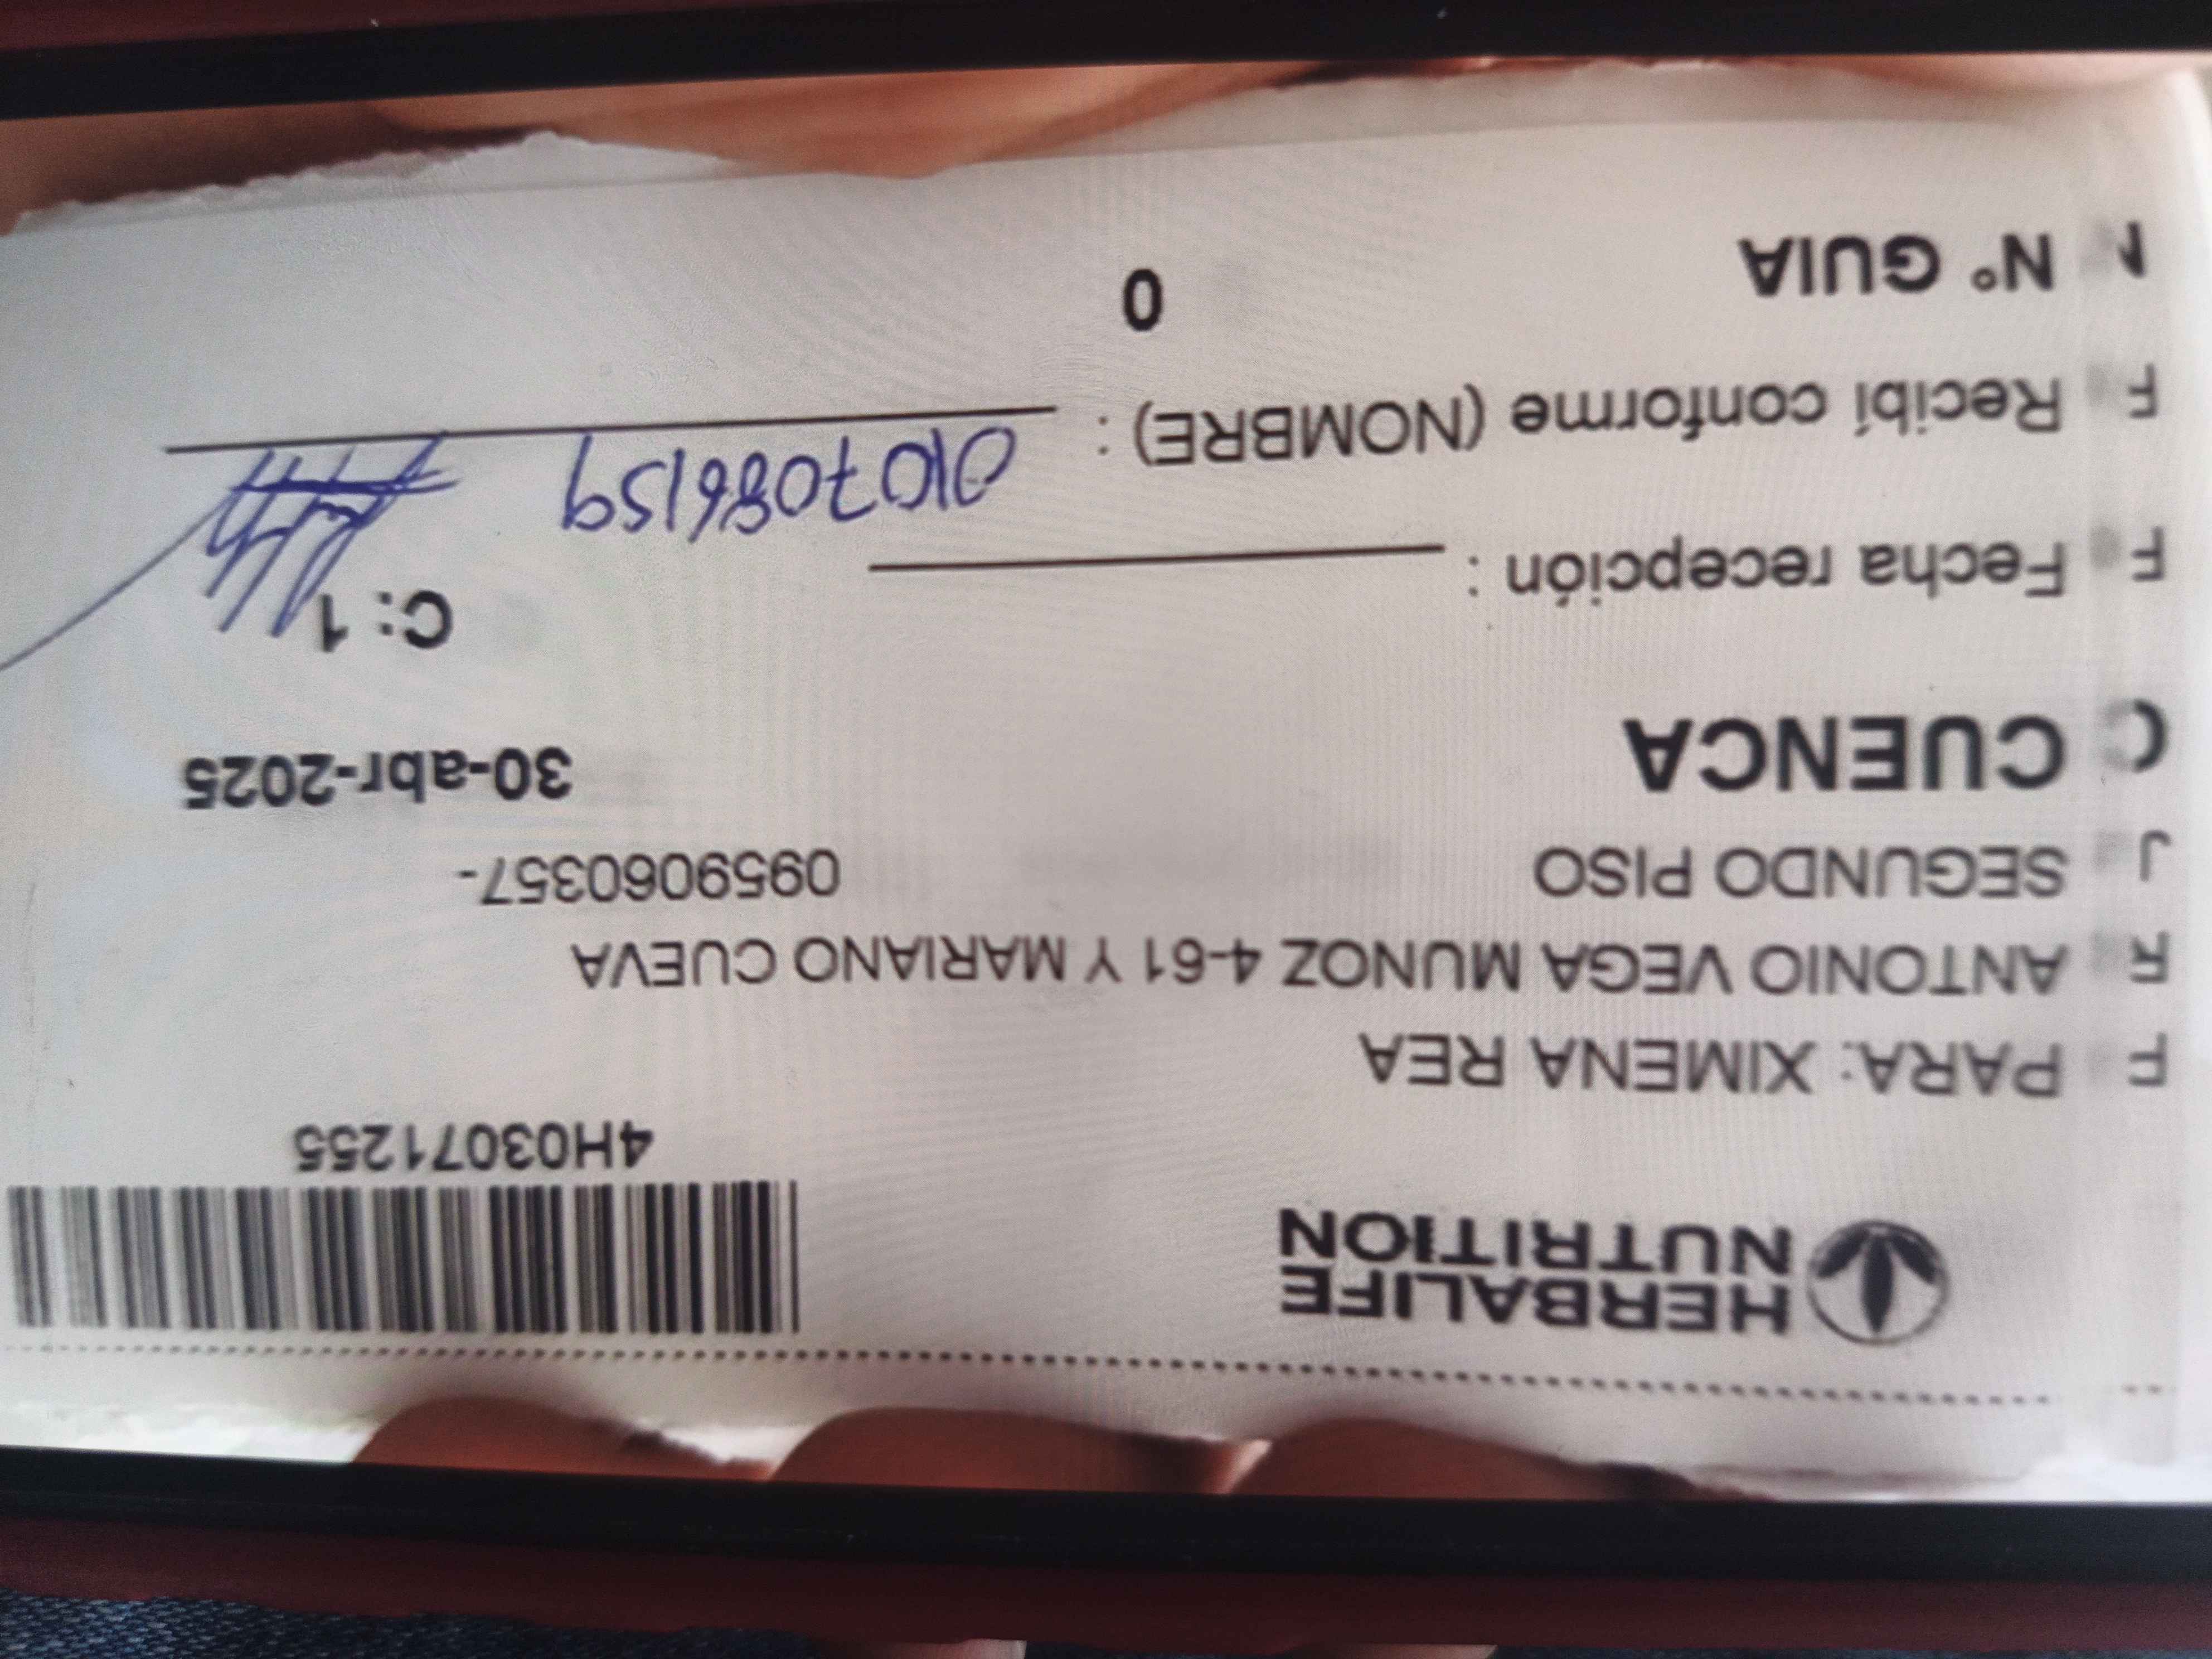 HERBALIFE
NUTRITION
4H03071255
PARA: XIMENA REA
ANTONIO VEGA MUNOZ 4-61 Y MARIANO CUEVA
SEGUNDO PISO 0959060357-
CUENCA 30-abr-2025
C: 1
Fecha recepción :
Recibí conforme (NOMBRE) : 0107086159
N° GUIA 0